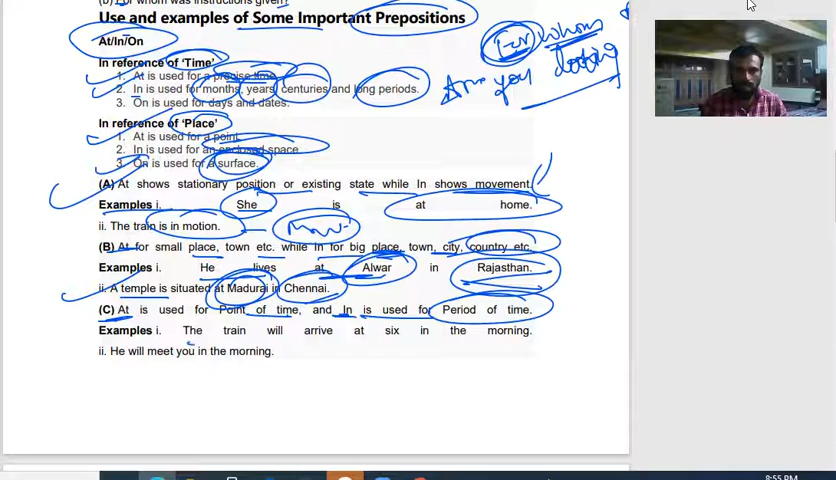 (b) For whom was instructions given?
Use and examples of Some Important Prepositions
At/In/On
In reference of 'Time'
1. At is used for a precise time.
2. In is used for months, years, centuries and long periods.
3. On is used for days and dates.
In reference of 'Place'
1. At is used for a point.
2. In is used for an enclosed space.
3. On is used for a surface.
(A) At shows stationary position or existing state while In shows movement.
Examples i. She is at home.
ii. The train is in motion.
(B) At for small place, town etc. while In for big place, town, city, country etc.
Examples i. He lives at Alwar in Rajasthan.
ii. A temple is situated at Madurai in Chennai.
(C) At is used for Point of time, and In is used for Period of time.
Examples i. The train will arrive at six in the morning.
ii. He will meet you in the morning.
For whom
Are you dating
8:55 PM